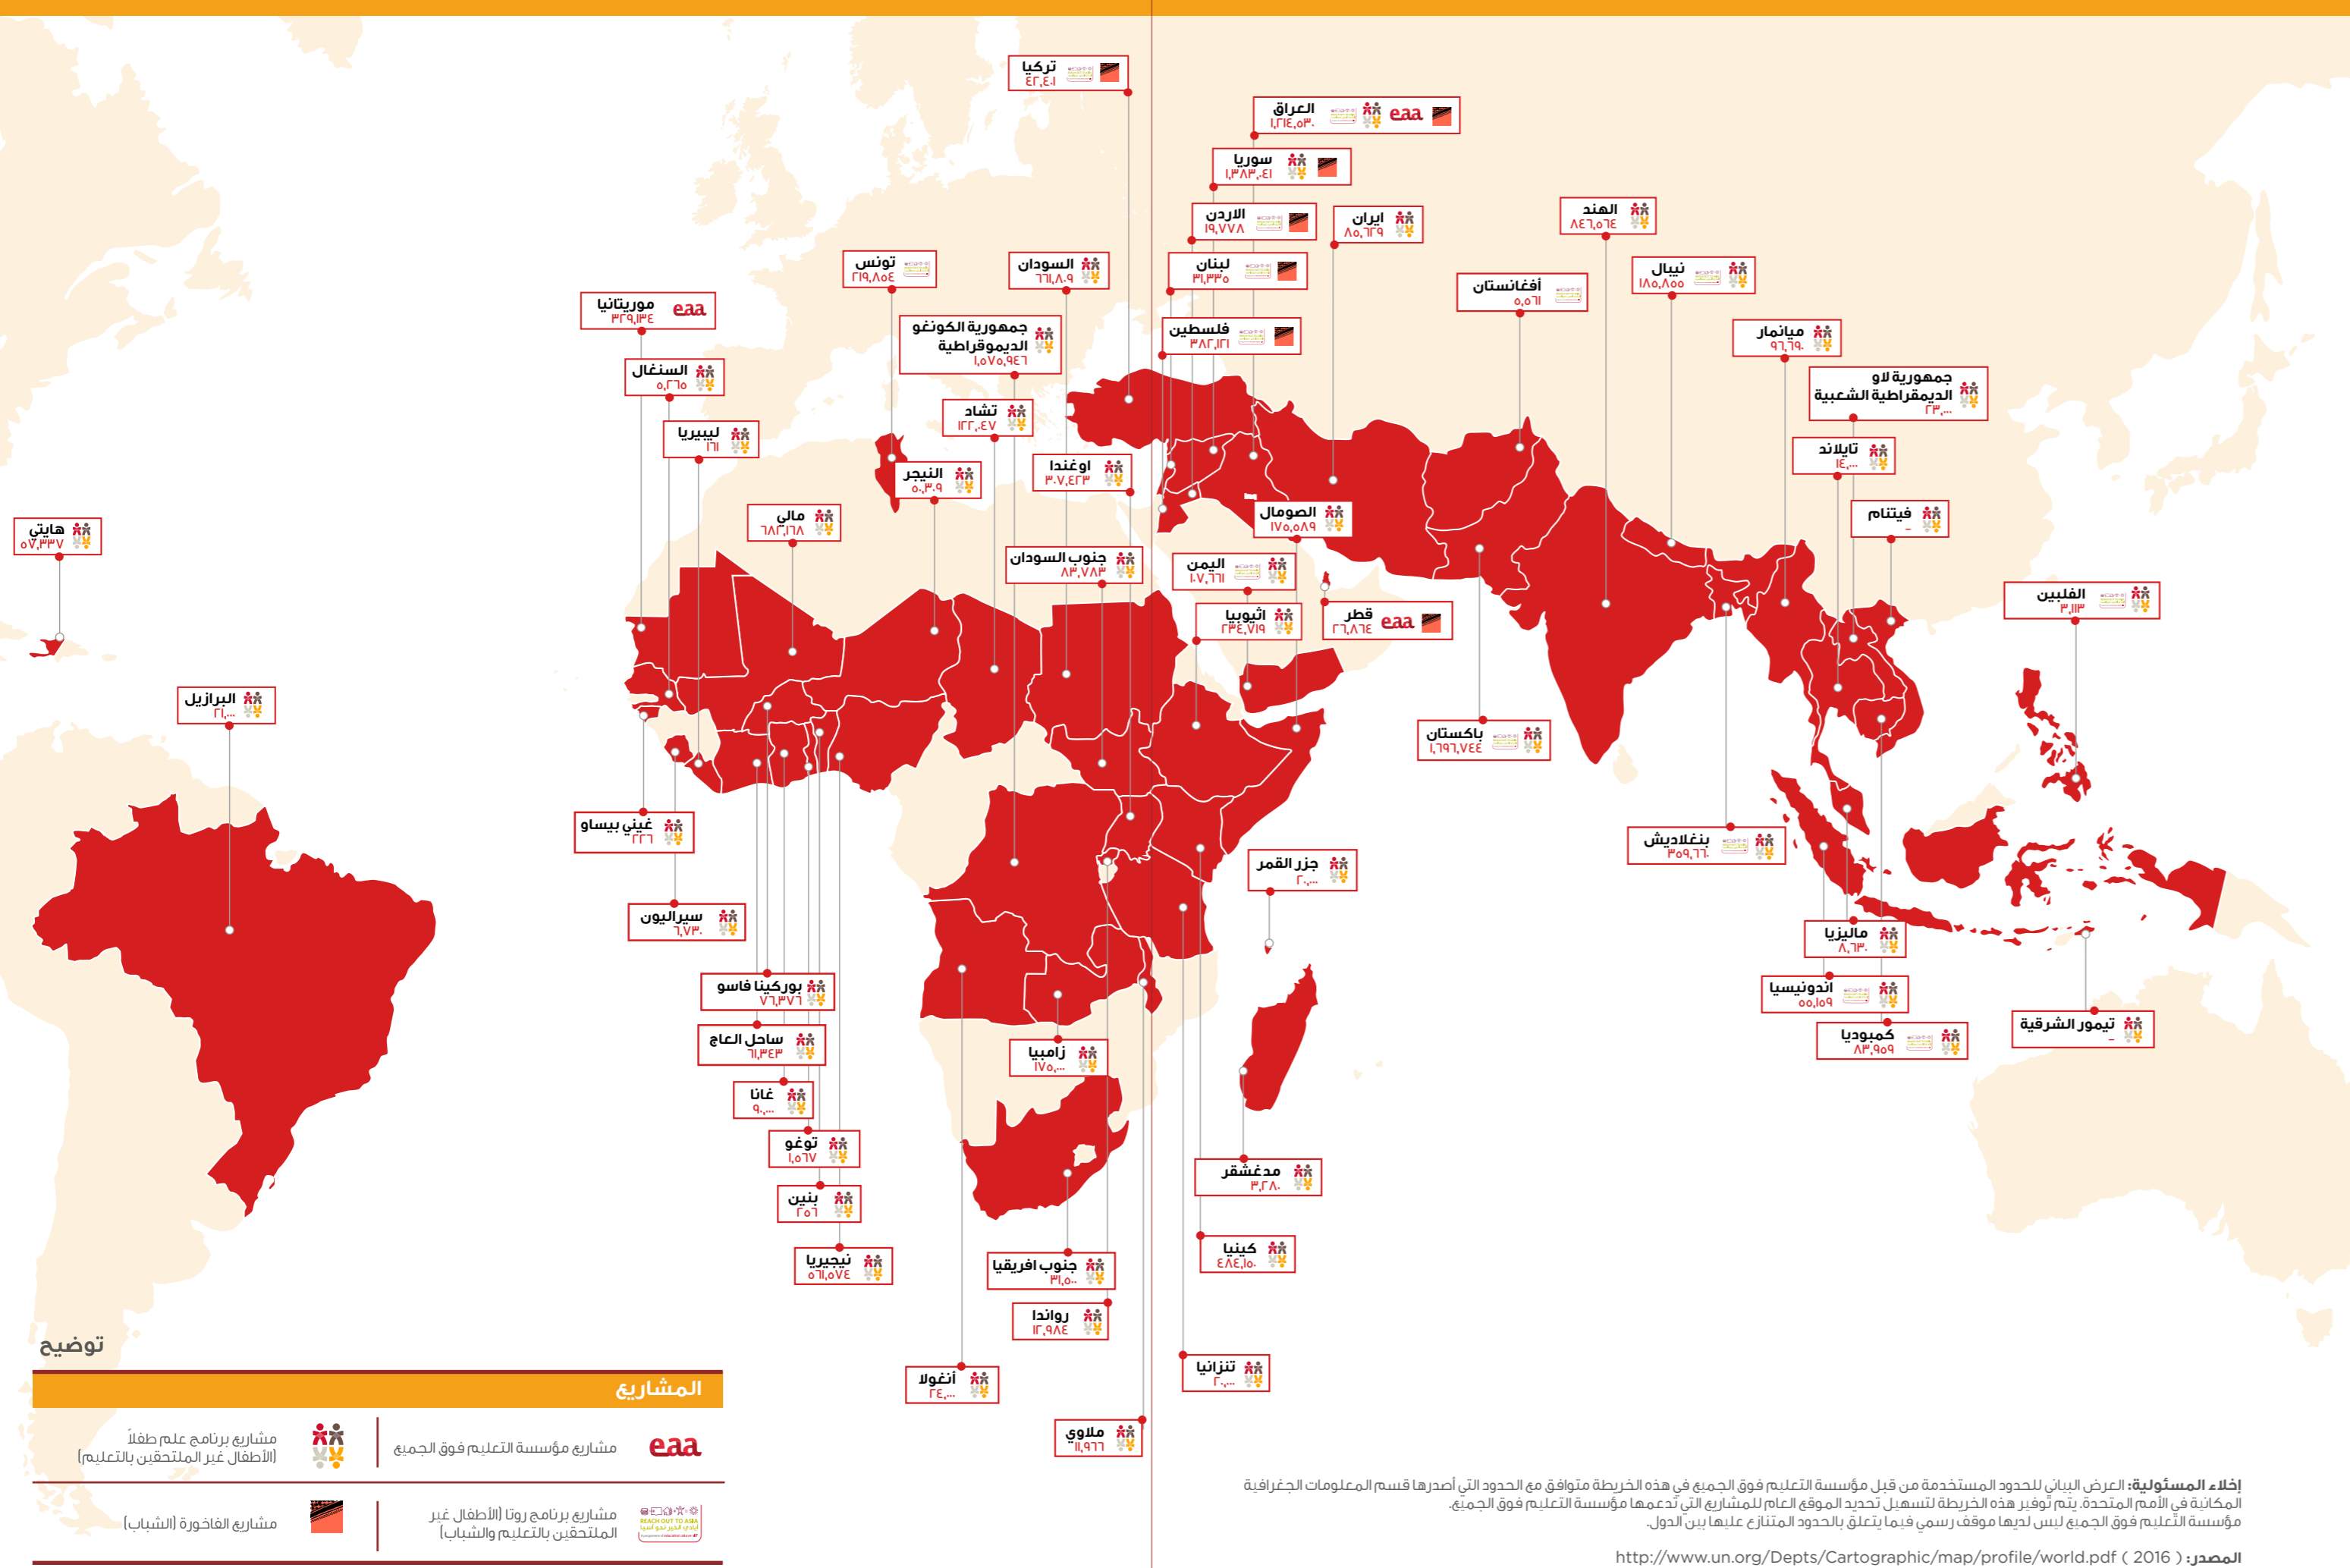 تركيا
٤٢,٤٠١
العراق
eaa
١,٢١٤,٥٣٠
سوريا
١,٣٨٣,٠٤١
الاردن
١٩,٧٧٨
ايران
٨٥,٦٢٩
الهند
٨٤٦,٥٦٤
لبنان
٣١,٣٣٥
تونس
٢١٩,٨٥٤
السودان
٦٦١,٨٠٩
نيبال
١٨٥,٨٥٥
أفغانستان
٥,٥٦١
موريتانيا
eaa
٣٢٩,١٣٤
جمهورية الكونغو
الديموقراطية
١,٥٧٥,٩٤٦
فلسطين
٣٨٢,١٢١
ميانمار
٩٦,٦٩٠
السنغال
٥,٢٦٥
جمهورية لاو
الديمقراطية الشعبية
٢٣,٠٠٠
تشاد
١٢٢,٠٤٧
ليبيريا
١٦١
تايلاند
١٤,٠٠٠
اوغندا
٣٠٧,٤٢٣
النيجر
٥٠,٣٠٩
مالي
٦٨٢,١٦٨
الصومال
١٧٥,٥٨٩
فيتنام
–
هايتي
٥٧,٣٣٧
جنوب السودان
٨٣,٧٨٣
اليمن
١٠٧,٦٦١
اثيوبيا
٢٣٤,٧١٩
قطر
eaa
٢٦,٨٦٤
الفلبين
٣,١١٣
البرازيل
٢١,٠٠٠
باكستان
١,٦٩٦,٧٤٤
غيني بيساو
٢٢٦
بنغلاديش
٣٥٩,٦٦٠
جزر القمر
٢٠,٠٠٠
سيراليون
٦,٧٣٠
ماليزيا
٨,٦٣٠
بوركينا فاسو
٧٦,٣٧٦
اندونيسيا
٥٥,١٥٩
ساحل العاج
٦١,٣٤٣
تيمور الشرقية
–
كمبوديا
٨٣,٩٥٩
زامبيا
١٧٥,٠٠٠
غانا
٩٠,٠٠٠
توغو
١,٥٦٧
مدغشقر
٣,٢٨٠
بنين
٢٥٦
كينيا
٤٨٤,١٥٠
نيجيريا
٥٦١,٥٧٤
جنوب افريقيا
٣١,٥٠٠
رواندا
١٢,٩٨٤
تنزانيا
٢٠,٠٠٠
أنغولا
٢٤,٠٠٠
ملاوي
١١,٩٦٦
توضيح
المشاريع
eaa
مشاريع مؤسسة التعليم فوق الجميع
مشاريع برنامج علم طفلاً
(الأطفال غير الملتحقين بالتعليم)
REACH OUT TO ASIA
أيادي الخير نحو آسيا
مشاريع برنامج روتا (الأطفال غير
الملتحقين بالتعليم والشباب)
مشاريع الفاخورة (الشباب)
إخلاء المسئولية: العرض البياني للحدود المستخدمة من قبل مؤسسة التعليم فوق الجميع في هذه الخريطة متوافق مع الحدود التي أصدرها قسم المعلومات الجغرافية
المكانية في الأمم المتحدة. يتم توفير هذه الخريطة لتسهيل تحديد الموقع العام للمشاريع التي تدعمها مؤسسة التعليم فوق الجميع.
مؤسسة التعليم فوق الجميع ليس لديها موقف رسمي فيما يتعلق بالحدود المتنازع عليها بين الدول.
المصدر: ( 2016 ) http://www.un.org/Depts/Cartographic/map/profile/world.pdf